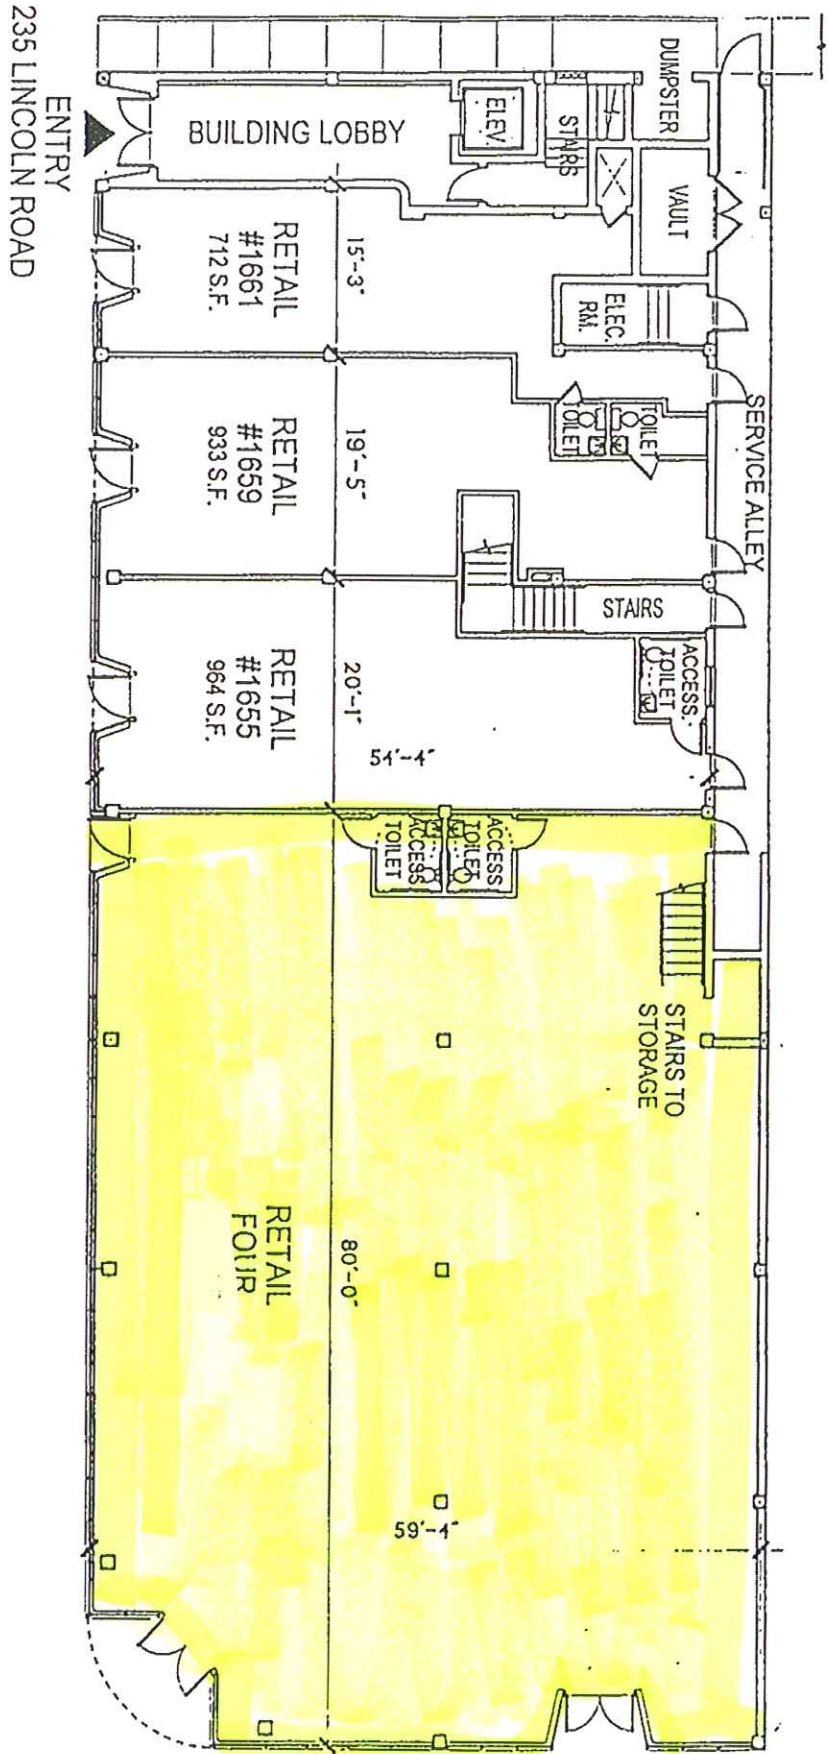 ENTRY
235 LINCOLN ROAD
BUILDING LOBBY
ELEV.
STAIRS
DUMPSTER
VAULT
RETAIL
#1661
712 S.F.
15'-3"
ELEC.
RM.
SERVICE ALLEY
RETAIL
#1659
933 S.F.
19'-5"
TOILET
TOILET
STAIRS
RETAIL
#1655
964 S.F.
20'-1"
54'-4"
ACCESS.
TOILET
ACCESS
TOILET
ACCESS
TOILET
STAIRS TO
STORAGE
RETAIL
FOUR
80'-0"
59'-4"